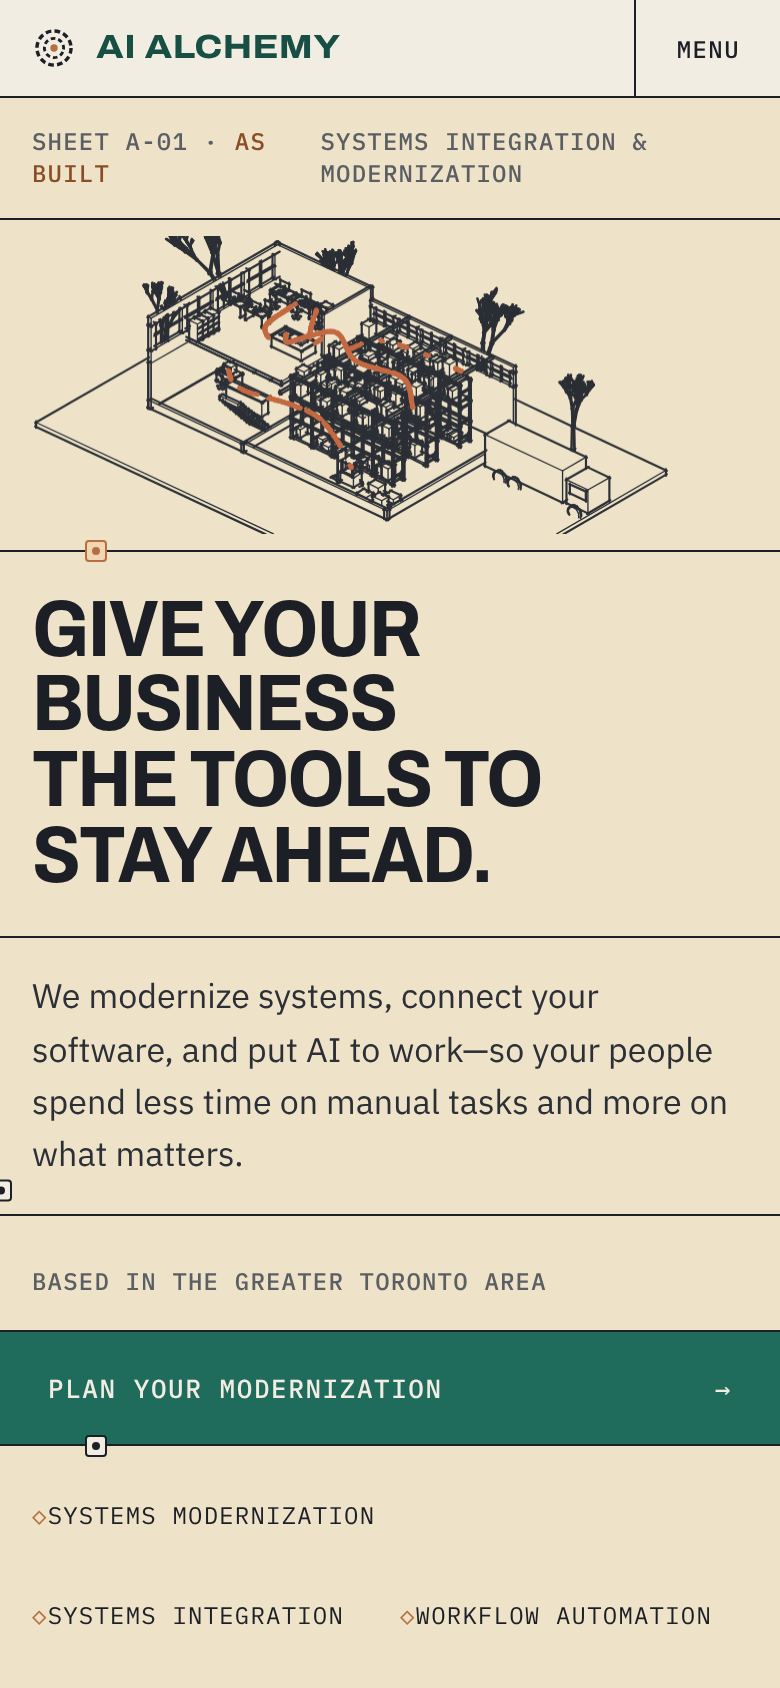 AI ALCHEMY
MENU
SHEET A-01 · AS
BUILT
SYSTEMS INTEGRATION &
MODERNIZATION
GIVE YOUR
BUSINESS
THE TOOLS TO
STAY AHEAD.
We modernize systems, connect your
software, and put AI to work—so your people
spend less time on manual tasks and more on
what matters.
BASED IN THE GREATER TORONTO AREA
PLAN YOUR MODERNIZATION →
◇SYSTEMS MODERNIZATION
◇SYSTEMS INTEGRATION ◇WORKFLOW AUTOMATION